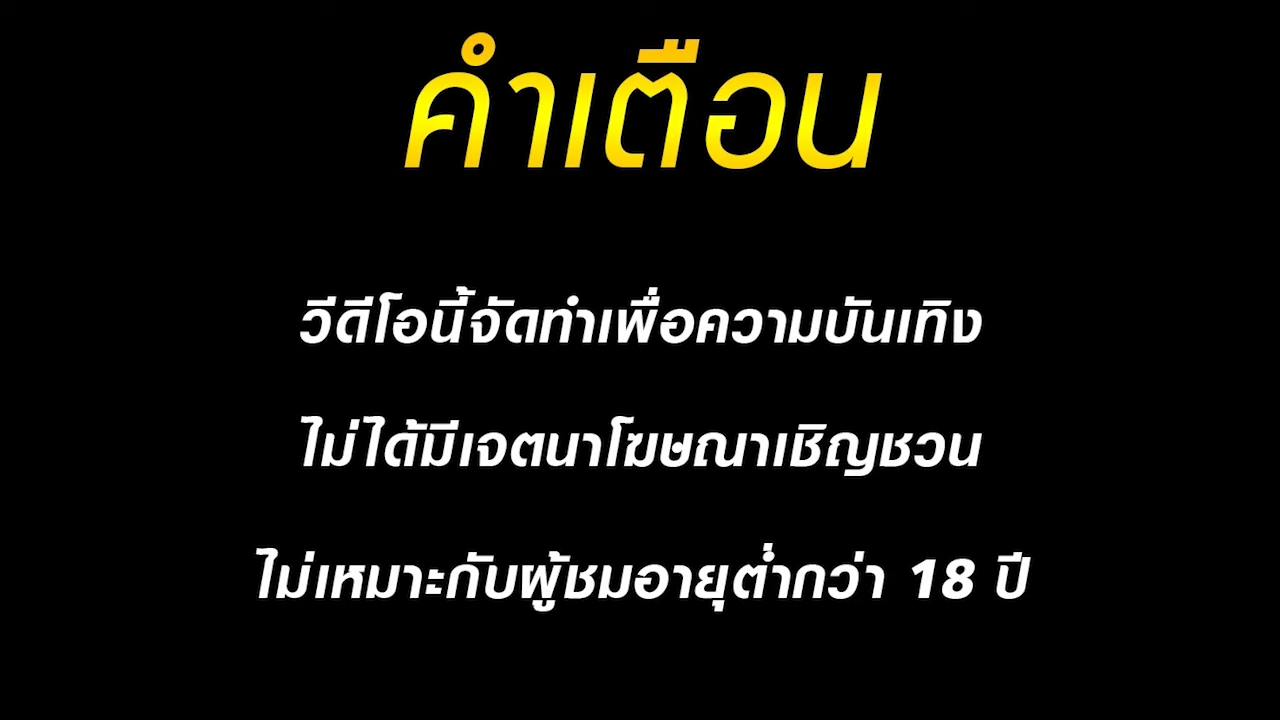 คำเตือน
วีดีโอนี้จัดทำเพื่อความบันเทิง
ไม่ได้มีเจตนาโฆษณาเชิญชวน
ไม่เหมาะกับผู้ชมอายุต่ำกว่า 18 ปี